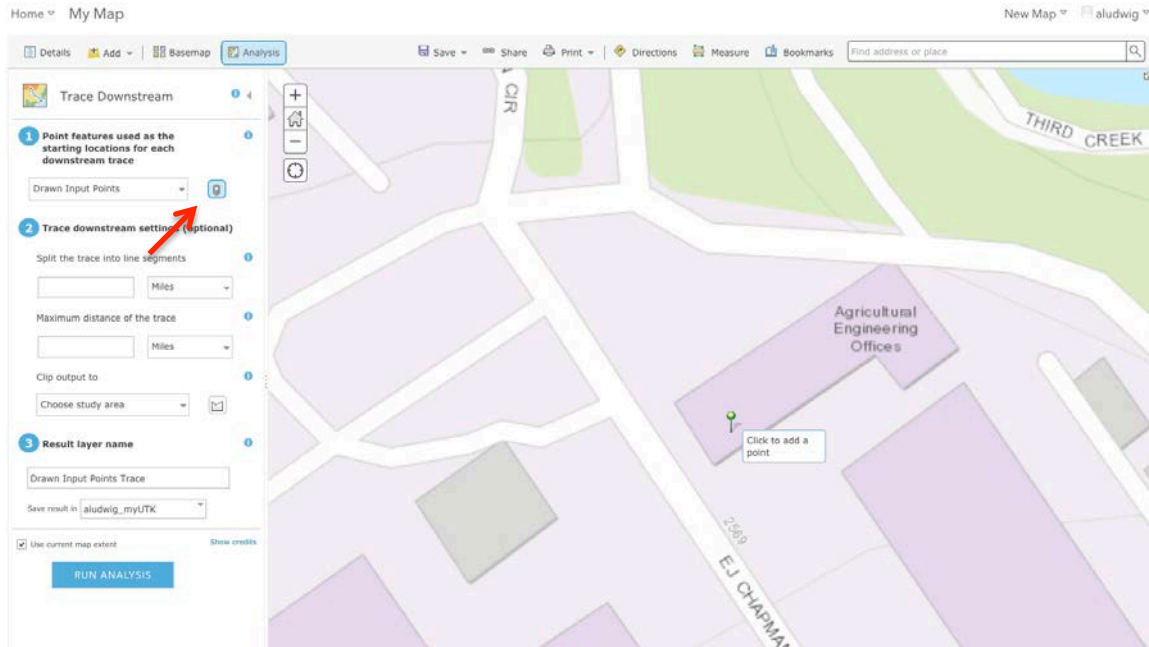 Home My Map
New Map aludwig
Details Add Basemap Analysis Save Share Print Directions Measure Bookmarks Find address or place
Trace Downstream
1 Point features used as the
starting locations for each
downstream trace
Drawn Input Points
2 Trace downstream settings (optional)
Split the trace into line segments
Miles
Maximum distance of the trace
Miles
Clip output to
Choose study area
3 Result layer name
Drawn Input Points Trace
Save result in aludwig_myUTK
Use current map extent Show credits
RUN ANALYSIS
CIR
THIRD CREEK
Agricultural
Engineering
Offices
Click to add a
point
2569
EJ CHAPMAN